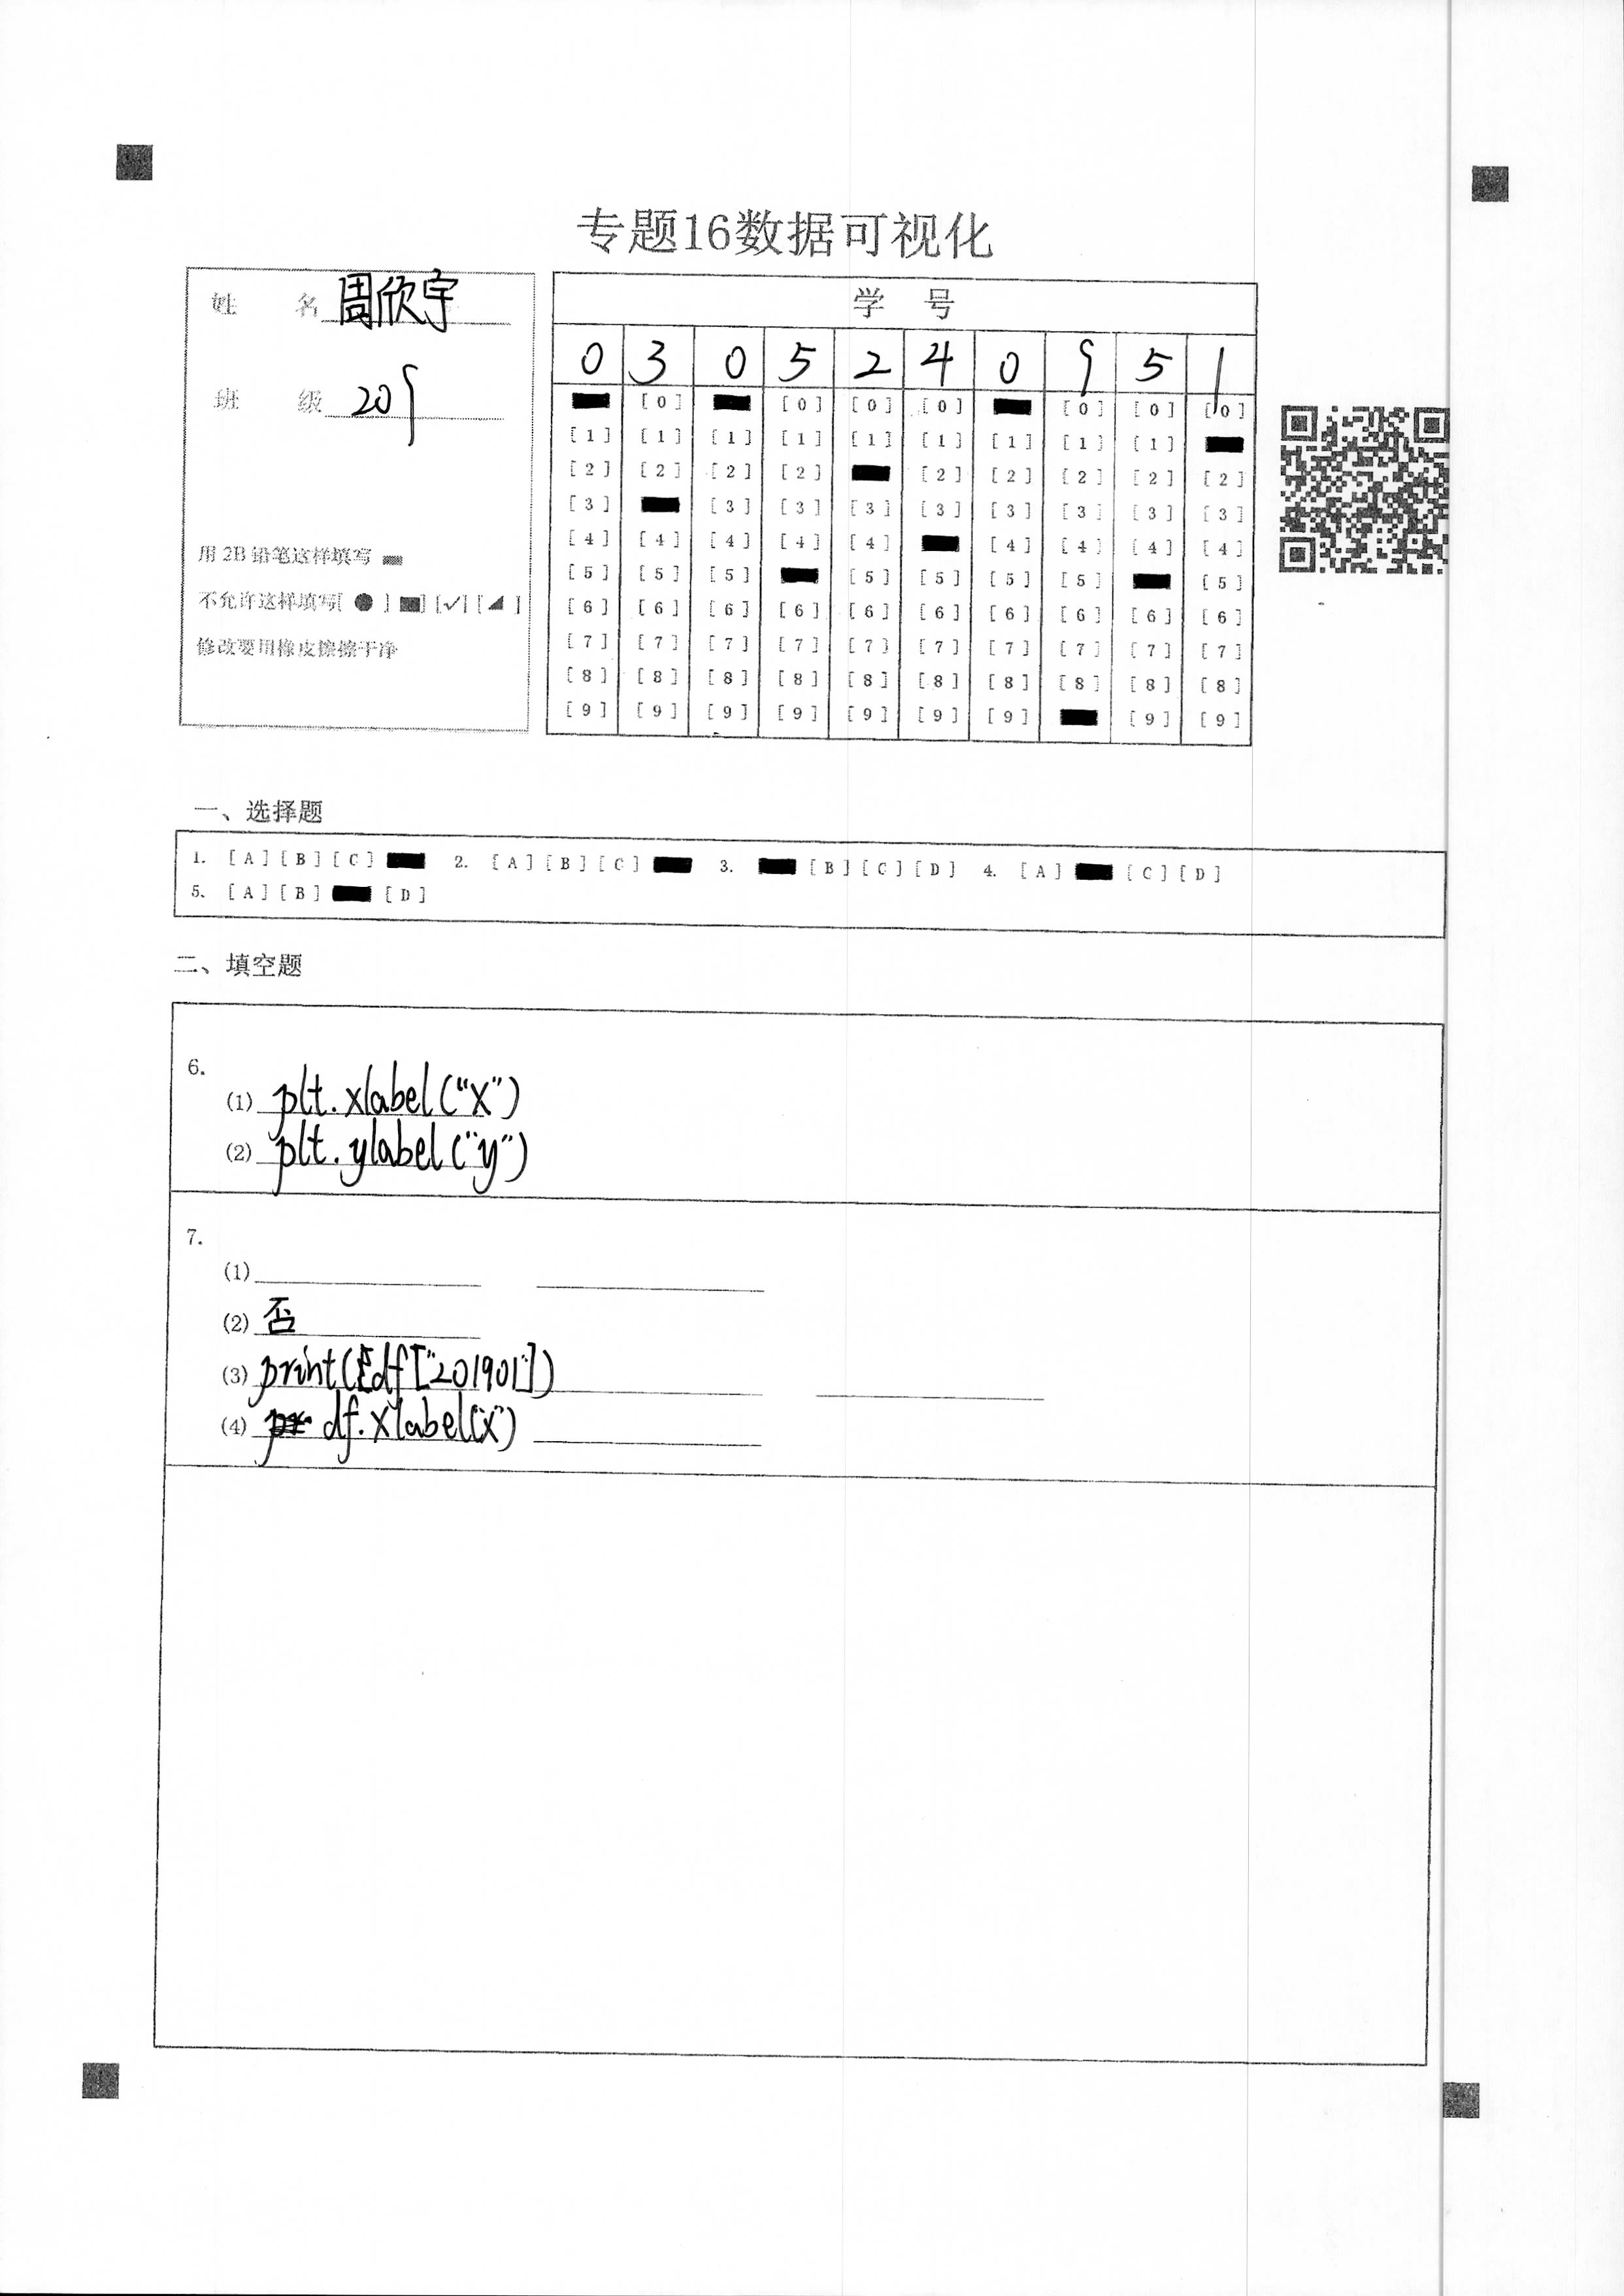 专题16数据可视化
姓 名 周欣宇
班 级 209
用 2B 铅笔这样填写
不允许这样填写[ ● ] [ ] [✓] [ ]
修改要用橡皮擦擦干净
学 号
0 3 0 5 2 4 0 9 5 1
[0] [0] [0] [0] [0] [0]
[1] [1] [1] [1] [1] [1] [1] [1] [1]
[2] [2] [2] [2] [2] [2] [2] [2] [2]
[3] [3] [3] [3] [3] [3] [3] [3] [3]
[4] [4] [4] [4] [4] [4] [4] [4] [4]
[5] [5] [5] [5] [5] [5] [5] [5]
[6] [6] [6] [6] [6] [6] [6] [6] [6] [6]
[7] [7] [7] [7] [7] [7] [7] [7] [7] [7]
[8] [8] [8] [8] [8] [8] [8] [8] [8] [8]
[9] [9] [9] [9] [9] [9] [9] [9] [9]
一、选择题
1. [A] [B] [C] 2. [A] [B] [C] 3. [B] [C] [D] 4. [A] [C] [D]
5. [A] [B] [D]
二、填空题
6.
(1) plt.xlabel("x")
(2) plt.ylabel("y")
7.
(1)
(2) 否
(3) print(df["201901"])
(4) df.xlabel("x")